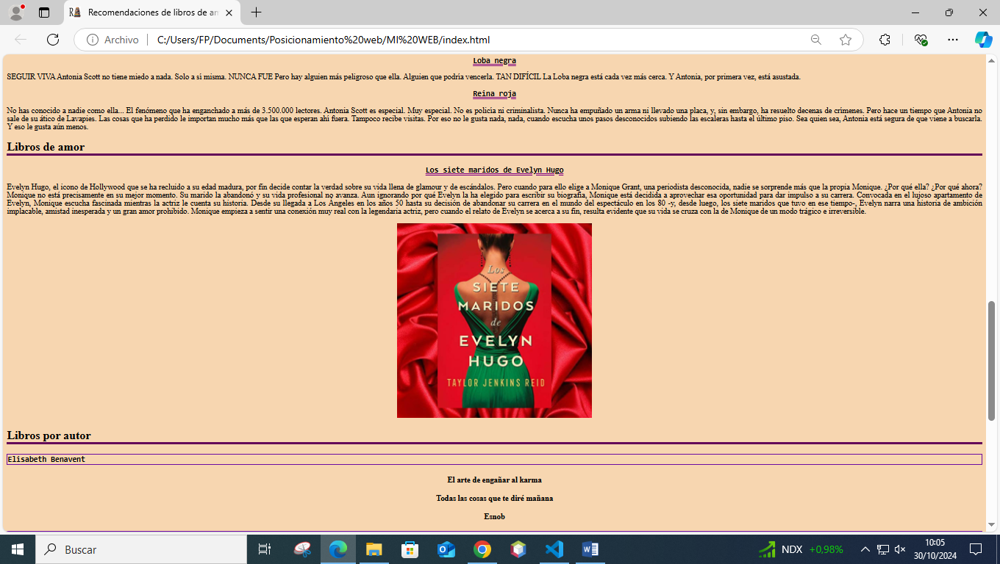 Recomendaciones de libros de am
Archivo
C:/Users/FP/Documents/Posicionamiento%20web/MI%20WEB/index.html
Loba negra
SEGUIR VIVA Antonia Scott no tiene miedo a nada. Solo a sí misma. NUNCA FUE Pero hay alguien más peligroso que ella. Alguien que podría vencerla. TAN DIFÍCIL La Loba negra está cada vez más cerca. Y Antonia, por primera vez, está asustada.
Reina roja
No has conocido a nadie como ella... El fenómeno que ha enganchado a más de 3.500.000 lectores. Antonia Scott es especial. Muy especial. No es policía ni criminalista. Nunca ha empuñado un arma ni llevado una placa, y, sin embargo, ha resuelto decenas de crímenes. Pero hace un tiempo que Antonia no
sale de su ático de Lavapies. Las cosas que ha perdido le importan mucho más que las que esperan ahí fuera. Tampoco recibe visitas. Por eso no le gusta nada, nada, cuando escucha unos pasos desconocidos subiendo las escaleras hasta el último piso. Sea quien sea, Antonia está segura de que viene a buscarla.
Y eso le gusta aún menos.
Libros de amor
Los siete maridos de Evelyn Hugo
Evelyn Hugo, el icono de Hollywood que se ha recluido a su edad madura, por fin decide contar la verdad sobre su vida llena de glamour y de escándalos. Pero cuando para ello elige a Monique Grant, una periodista desconocida, nadie se sorprende más que la propia Monique. ¿Por qué ella? ¿Por qué ahora?
Monique no está precisamente en su mejor momento. Su marido la abandonó y su vida profesional no avanza. Aun ignorando por qué Evelyn la ha elegido para escribir su biografía, Monique está decidida a aprovechar esa oportunidad para dar impulso a su carrera. Convocada en el lujoso apartamento de
Evelyn, Monique escucha fascinada mientras la actriz le cuenta su historia. Desde su llegada a Los Ángeles en los años 50 hasta su decisión de abandonar su carrera en el mundo del espectáculo en los 80 -y, desde luego, los siete maridos que tuvo en ese tiempo-, Evelyn narra una historia de ambición
implacable, amistad inesperada y un gran amor prohibido. Monique empieza a sentir una conexión muy real con la legendaria actriz, pero cuando el relato de Evelyn se acerca a su fin, resulta evidente que su vida se cruza con la de Monique de un modo trágico e irreversible.
Los
SIETE
MARIDOS
de
EVELYN
HUGO
TAYLOR JENKINS REID
Libros por autor
Elisabeth Benavent
El arte de engañar al karma
Todas las cosas que te diré mañana
Esnob
Buscar
NDX +0,98%
10:05
30/10/2024